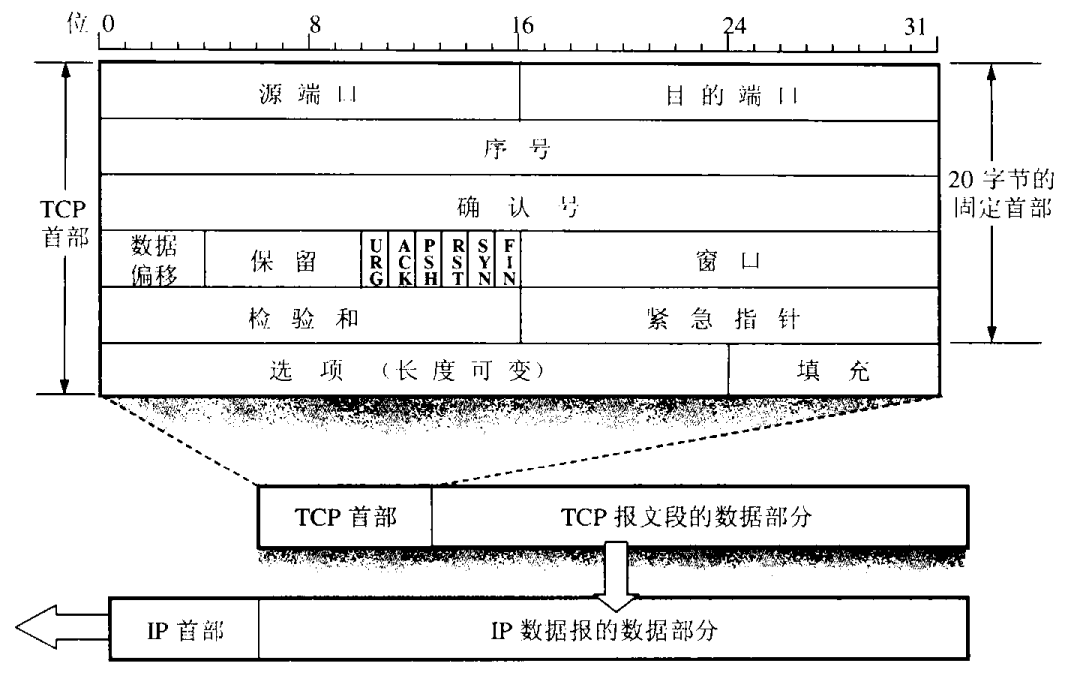 位 0 8 16 24 31
源端口 目的端口
序号
确认号
TCP
首部
20 字节的
固定首部
数据
偏移
保留
URG
ACK
PSH
RST
SYN
FIN
窗口
检验和
紧急指针
选项（长度可变）
填充
TCP 首部
TCP 报文段的数据部分
IP 首部
IP 数据报的数据部分